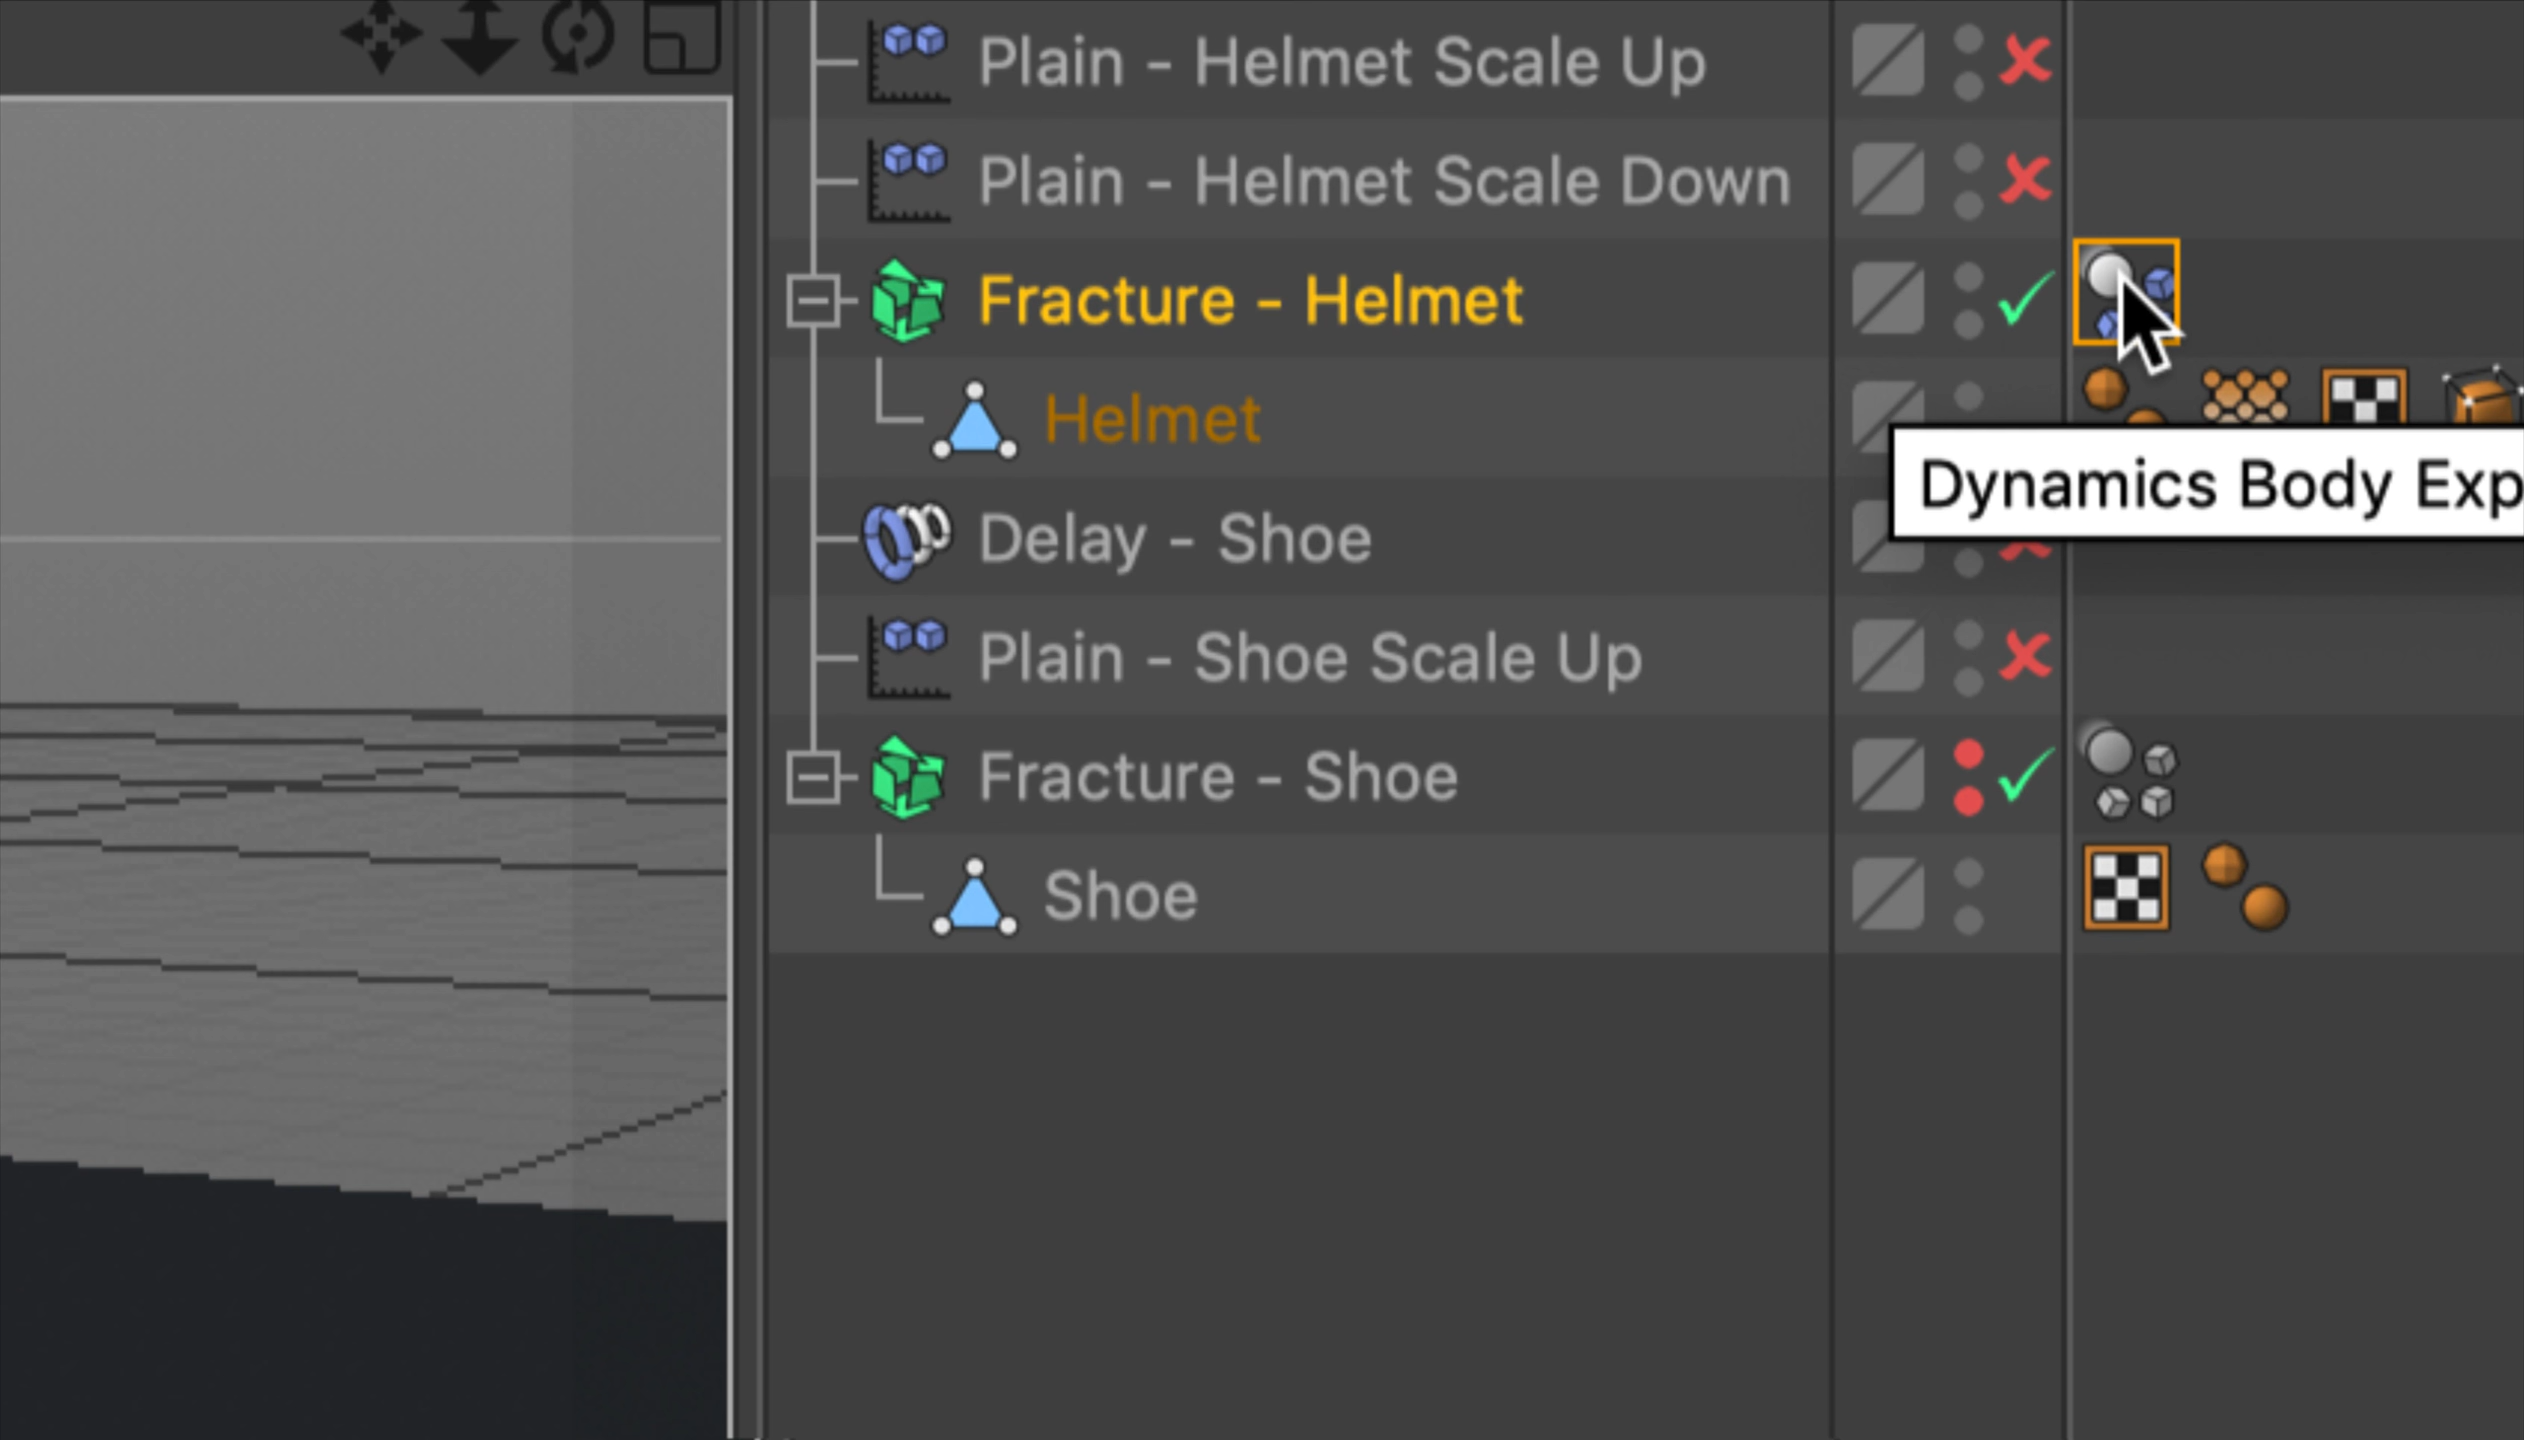 Plain - Helmet Scale Up
Plain - Helmet Scale Down
Fracture - Helmet
Helmet
Dynamics Body Exp
Delay - Shoe
Plain - Shoe Scale Up
Fracture - Shoe
Shoe